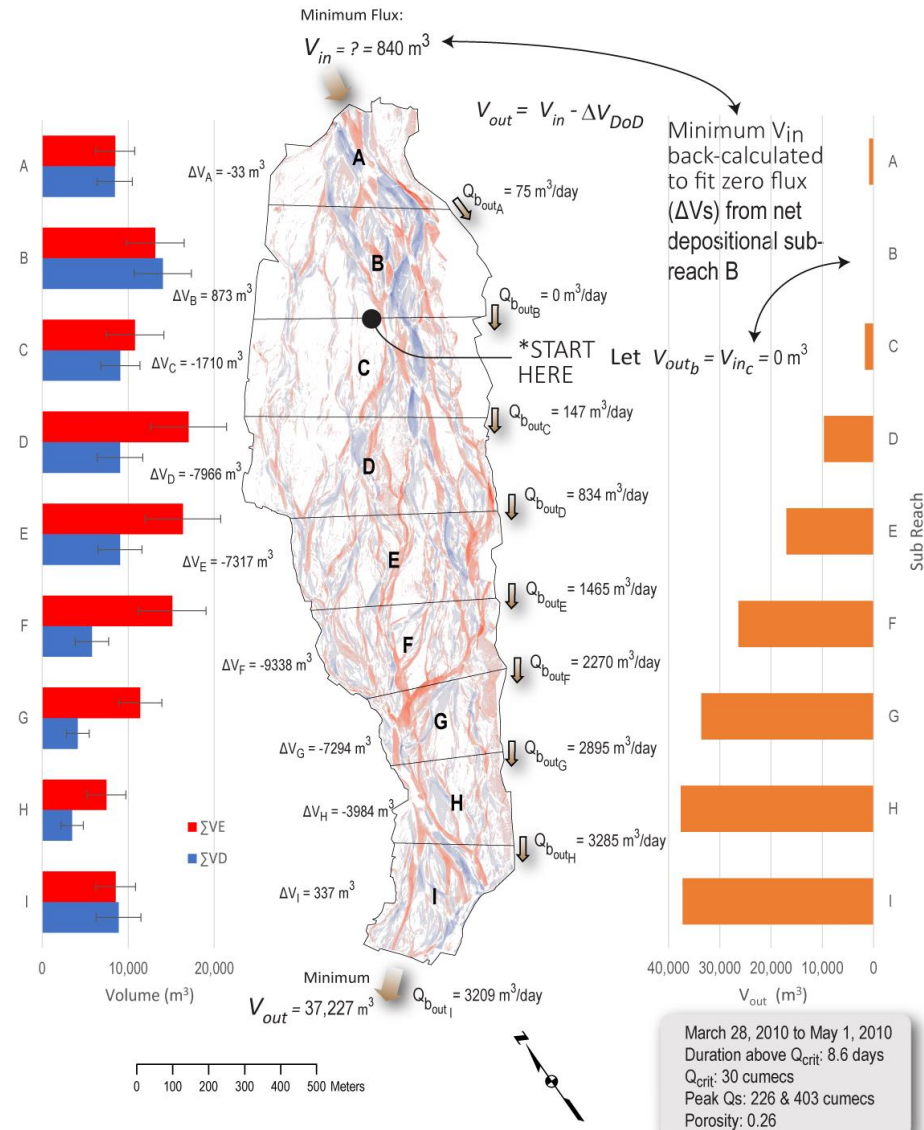 Minimum Flux:
V_in = ? = 840 m³
V_out = V_in - ΔV_DoD
Minimum V_in
back-calculated
to fit zero flux
(ΔVs) from net
depositional sub-
reach B
A
B
C
D
E
F
G
H
I
ΔV_A = -33 m³
ΔV_B = 873 m³
ΔV_C = -1710 m³
ΔV_D = -7966 m³
ΔV_E = -7317 m³
ΔV_F = -9338 m³
ΔV_G = -7294 m³
ΔV_H = -3984 m³
ΔV_I = 337 m³
∑VE
∑VD
0 10,000 20,000
Volume (m³)
A
B
C
D
E
F
G
H
I
Q_b_out_A = 75 m³/day
Q_b_out_B = 0 m³/day
*START
HERE
Let V_out_b = V_in_c = 0 m³
Q_b_out_C = 147 m³/day
Q_b_out_D = 834 m³/day
Q_b_out_E = 1465 m³/day
Q_b_out_F = 2270 m³/day
Q_b_out_G = 2895 m³/day
Q_b_out_H = 3285 m³/day
Minimum
V_out = 37,227 m³
Q_b_out_I = 3209 m³/day
A
B
C
D
E
F
G
H
I
Sub Reach
40,000 30,000 20,000 10,000 0
V_out (m³)
0 100 200 300 400 500 Meters
N
March 28, 2010 to May 1, 2010
Duration above Q_crit: 8.6 days
Q_crit: 30 cumecs
Peak Qs: 226 & 403 cumecs
Porosity: 0.26